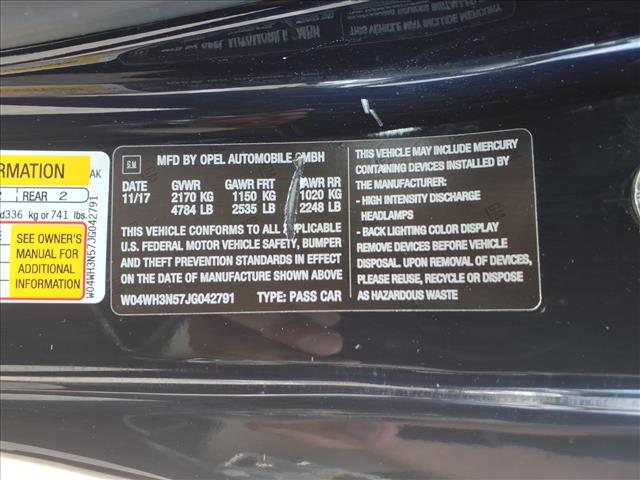 ORMATION
2 REAR 2
d336 kg or 741 lbs.
SEE OWNER'S
MANUAL FOR
ADDITIONAL
INFORMATION
AK
W04WH3N57JG042791
GM
MFD BY OPEL AUTOMOBILE GMBH
DATE GVWR GAWR FRT GAWR RR
11/17 2170 KG 1150 KG 1020 KG
4784 LB 2535 LB 2248 LB
THIS VEHICLE CONFORMS TO ALL APPLICABLE
U.S. FEDERAL MOTOR VEHICLE SAFETY, BUMPER
AND THEFT PREVENTION STANDARDS IN EFFECT
ON THE DATE OF MANUFACTURE SHOWN ABOVE
W04WH3N57JG042791 TYPE: PASS CAR
THIS VEHICLE MAY INCLUDE MERCURY
CONTAINING DEVICES INSTALLED BY
THE MANUFACTURER:
- HIGH INTENSITY DISCHARGE
HEADLAMPS
- BACK LIGHTING COLOR DISPLAY
REMOVE DEVICES BEFORE VEHICLE
DISPOSAL. UPON REMOVAL OF DEVICES,
PLEASE REUSE, RECYCLE OR DISPOSE
AS HAZARDOUS WASTE